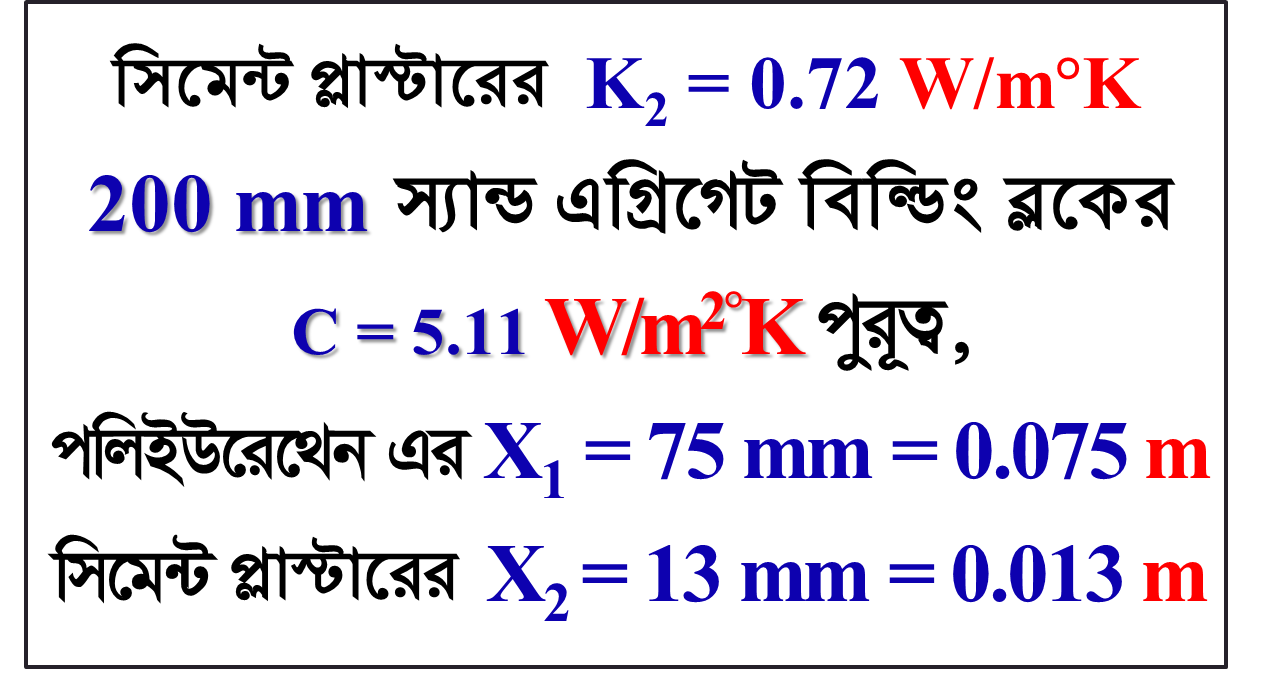 সিমেন্ট প্লাস্টারের K₂ = 0.72 W/m°K
200 mm স্যান্ড এগ্রিগেট বিল্ডিং ব্লকের
C = 5.11 W/m²°K পুরূত্ব,
পলিইউরেথেন এর X₁ = 75 mm = 0.075 m
সিমেন্ট প্লাস্টারের X₂ = 13 mm = 0.013 m